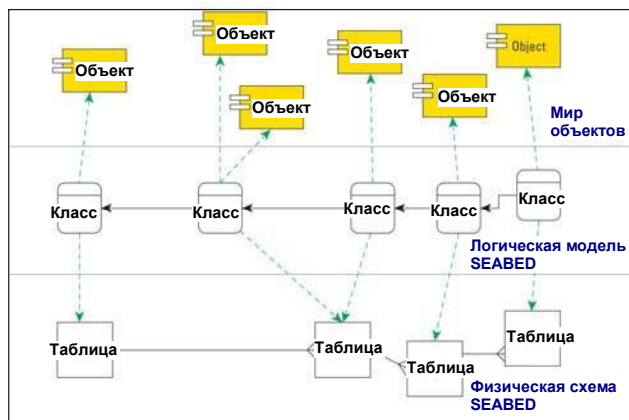 Объект
Объект
Объект
Объект
Объект
Object
Мир
объектов
Класс
Класс
Класс
Класс
Класс
Логическая модель
SEABED
Таблица
Таблица
Таблица
Таблица
Физическая схема
SEABED